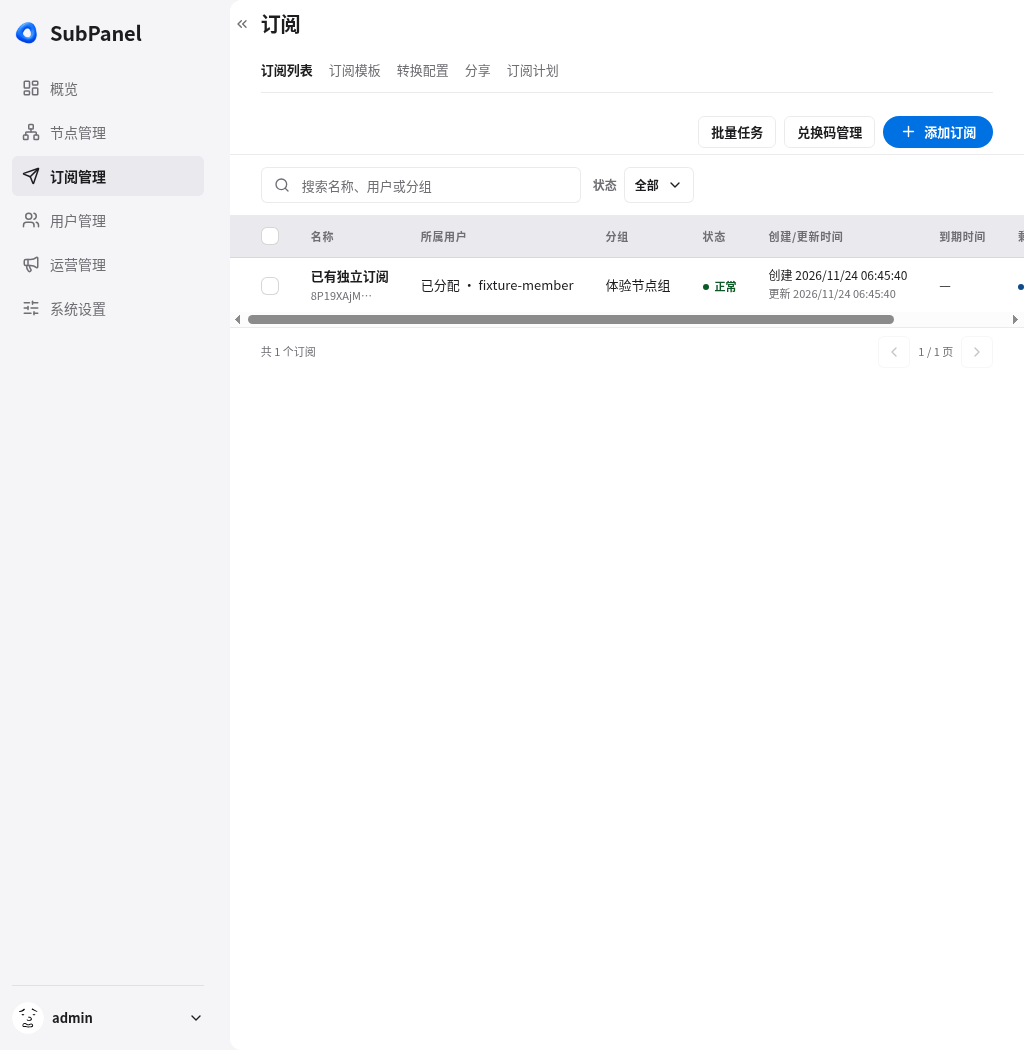 SubPanel
概览
节点管理
订阅管理
用户管理
运营管理
系统设置
admin
订阅
订阅列表 订阅模板 转换配置 分享 订阅计划
批量任务 兑换码管理 添加订阅
搜索名称、用户或分组 状态 全部
名称 所属用户 分组 状态 创建/更新时间 到期时间
已有独立订阅 已分配 · fixture-member 体验节点组 正常 创建 2026/11/24 06:45:40 —
8P19XAjM··· 更新 2026/11/24 06:45:40
共 1 个订阅 1 / 1 页